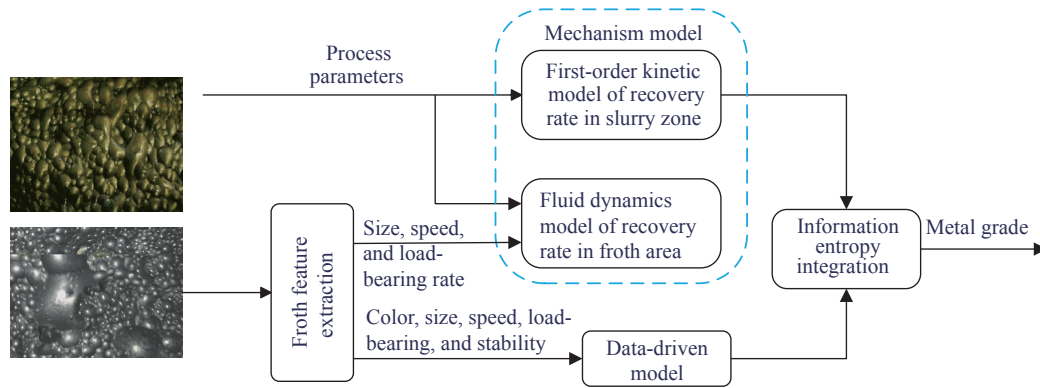 Mechanism model
Process
parameters
First-order kinetic
model of recovery
rate in slurry zone
Fluid dynamics
model of recovery
rate in froth area
Size, speed,
and load-
bearing rate
Froth feature
extraction
Color, size, speed, load-
bearing, and stability
Data-driven
model
Information
entropy
integration
Metal grade